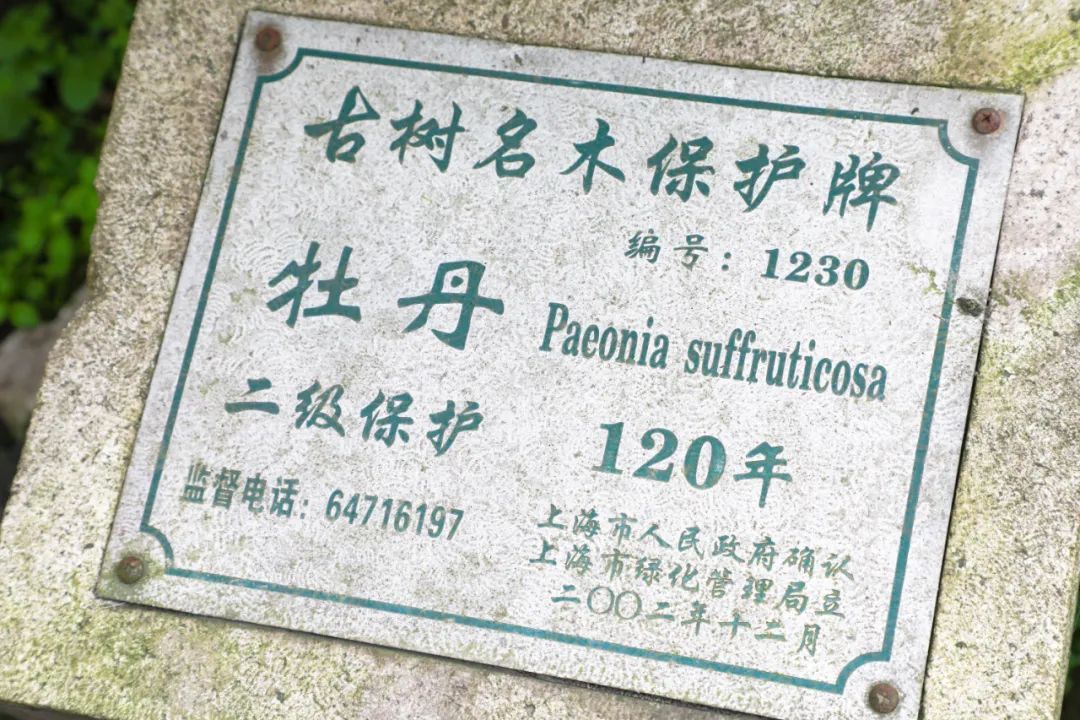 古树名木保护牌
编号：1230
牡丹 Paeonia suffruticosa
二级保护 120年
监督电话：64716197
上海市人民政府确认
上海市绿化管理局立
二〇〇二年十二月